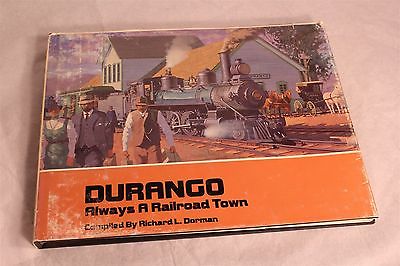 DURANGO
Always A Railroad Town
Compiled By Richard L. Dorman